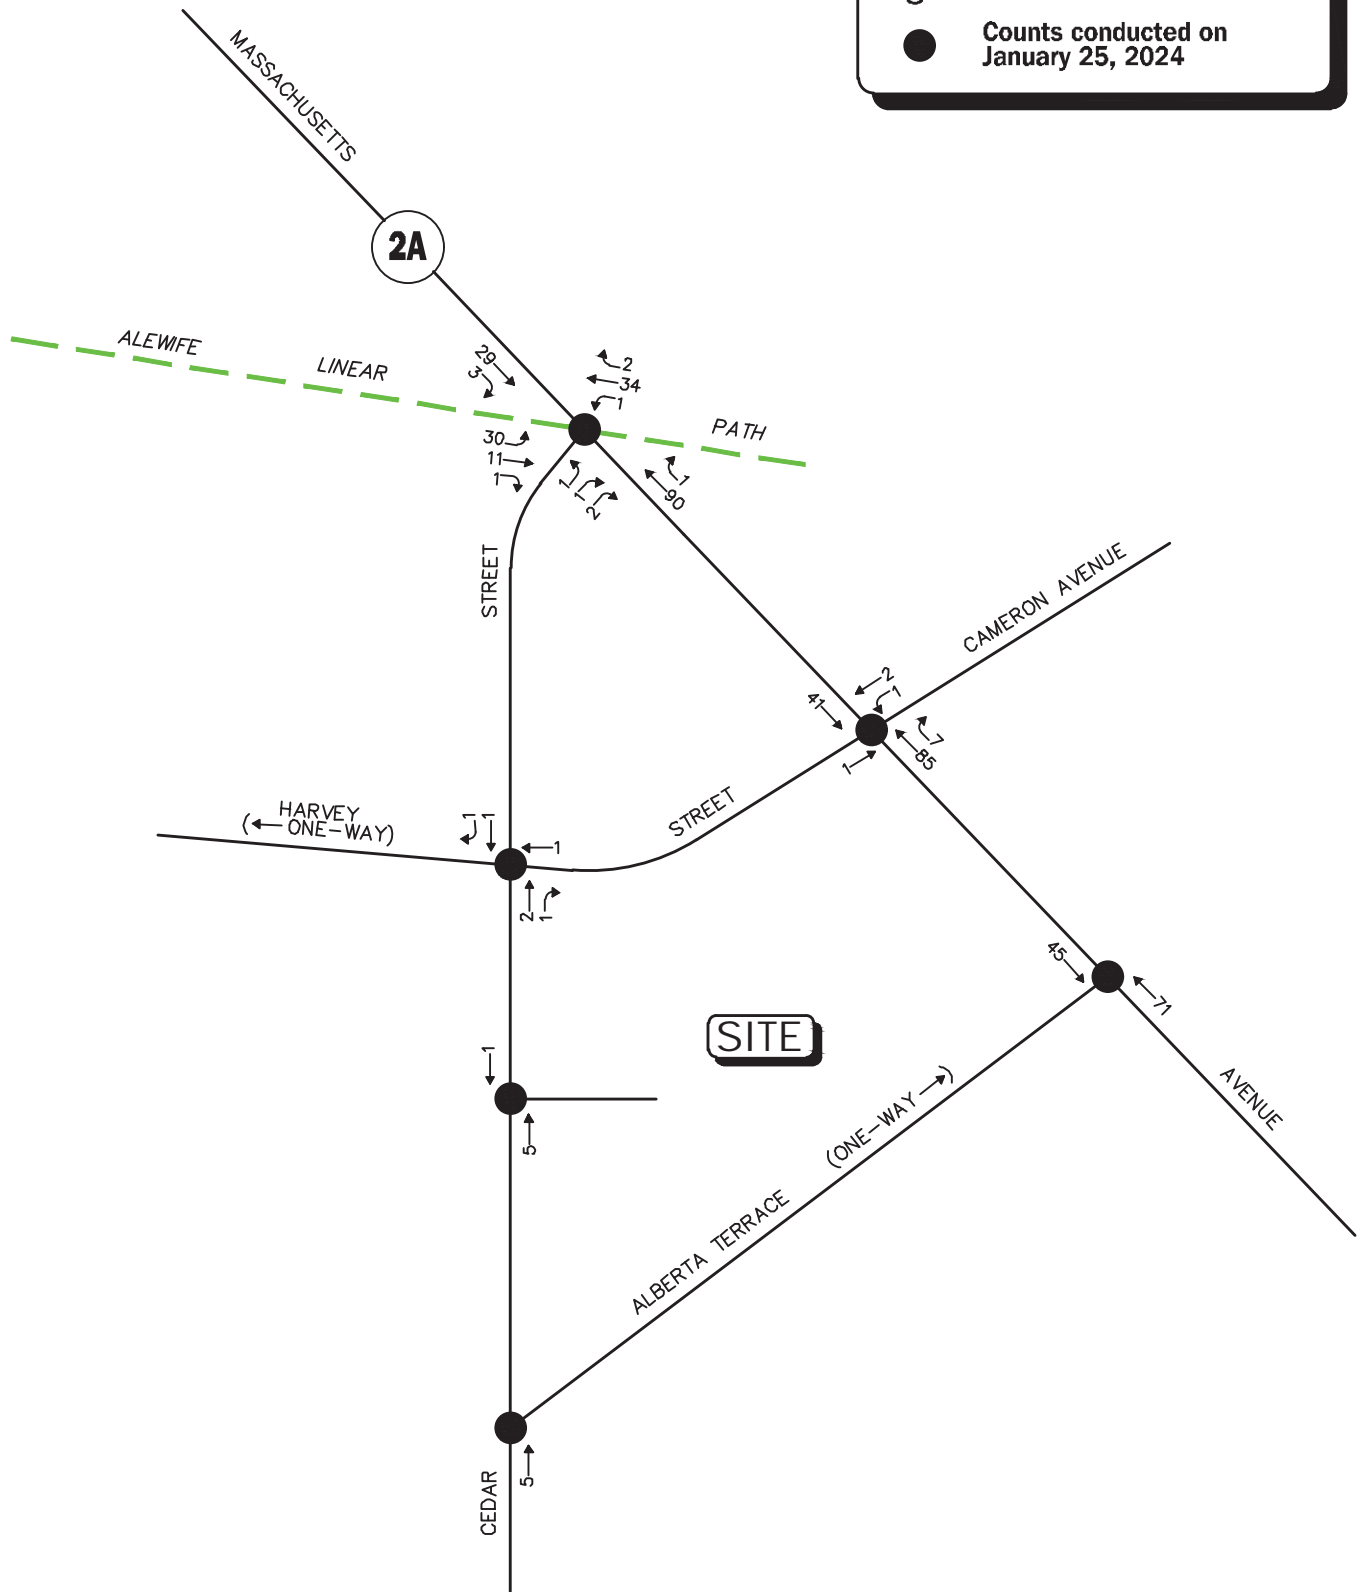 Counts conducted on
January 25, 2024
MASSACHUSETTS
2A
ALEWIFE
LINEAR
PATH
29
3
2
34
1
30
11
1
1
1
2
1
90
STREET
CAMERON AVENUE
41
2
1
1
7
85
STREET
HARVEY
(← ONE-WAY)
1
1
1
2
1
45
71
SITE
1
5
AVENUE
(ONE-WAY →)
ALBERTA TERRACE
5
CEDAR